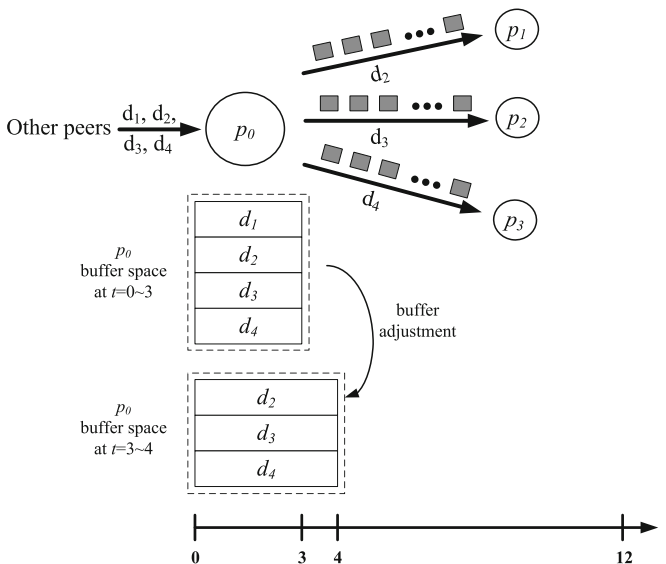 p1
d2
Other peers
d1, d2,
d3, d4
p0
p2
d3
d4
p3
p0
buffer space
at t=0~3
d1
d2
d3
d4
buffer
adjustment
p0
buffer space
at t=3~4
d2
d3
d4
0 3 4 12